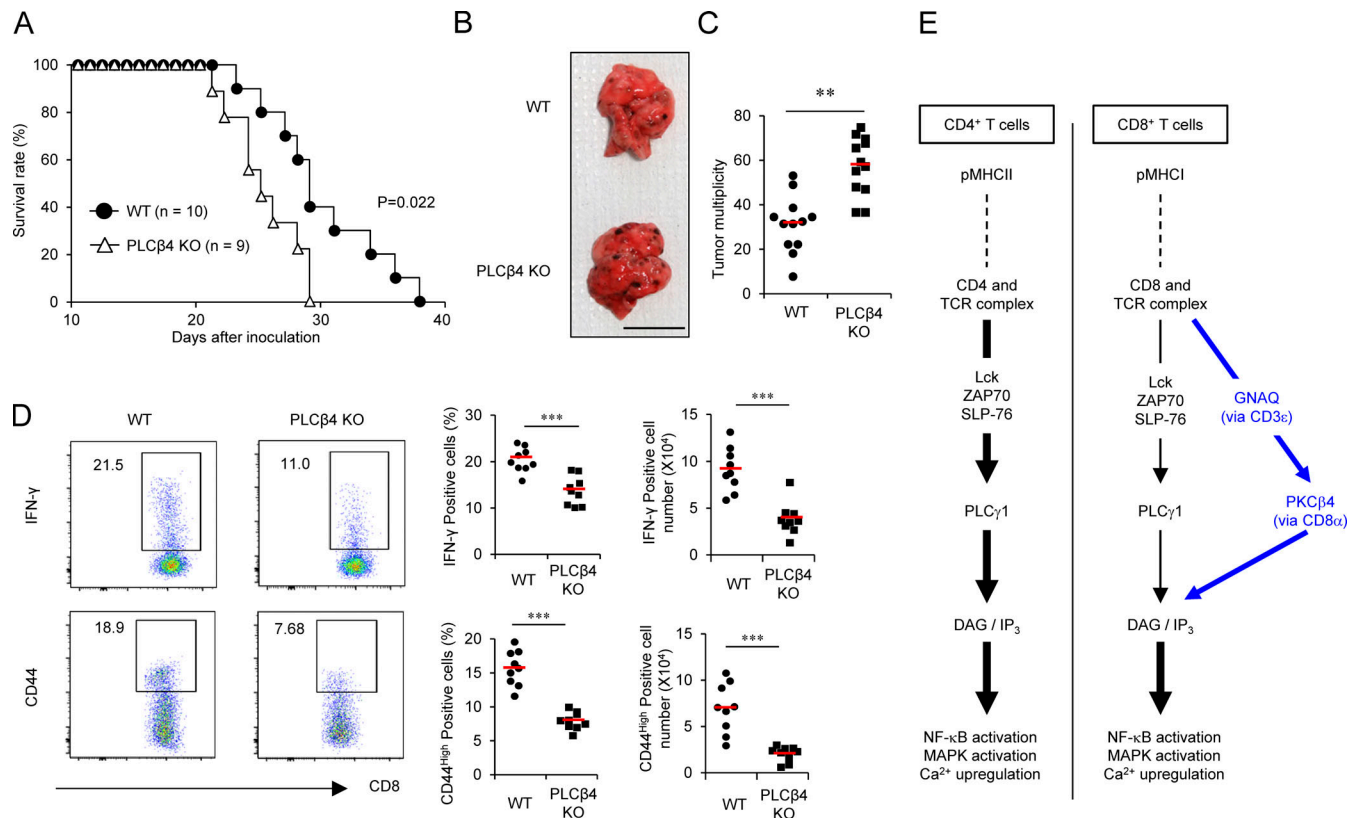 A
Survival rate (%)
100
80
60
40
20
0
10
20
30
40
Days after inoculation
WT (n = 10)
PLCβ4 KO (n = 9)
P=0.022
B
WT
PLCβ4 KO
C
Tumor multiplicity
80
60
40
20
0
**
WT
PLCβ4
KO
D
WT
PLCβ4 KO
IFN-γ
21.5
11.0
CD44
18.9
7.68
CD8
IFN-γ Positive cells (%)
30
20
10
0
***
WT
PLCβ4
KO
IFN-γ Positive cell
number (X10⁴)
15
10
5
0
***
WT
PLCβ4
KO
CD44ᴴⁱᵍʰ Positive cells (%)
20
15
10
5
0
***
WT
PLCβ4
KO
CD44ᴴⁱᵍʰ Positive cell
number (X10⁴)
15
10
5
0
***
WT
PLCβ4
KO
E
CD4⁺ T cells
pMHCII
CD4 and
TCR complex
Lck
ZAP70
SLP-76
PLCγ1
DAG / IP₃
NF-κB activation
MAPK activation
Ca²⁺ upregulation
CD8⁺ T cells
pMHCI
CD8 and
TCR complex
Lck
ZAP70
SLP-76
PLCγ1
DAG / IP₃
NF-κB activation
MAPK activation
Ca²⁺ upregulation
GNAQ
(via CD3ε)
PKCβ4
(via CD8α)